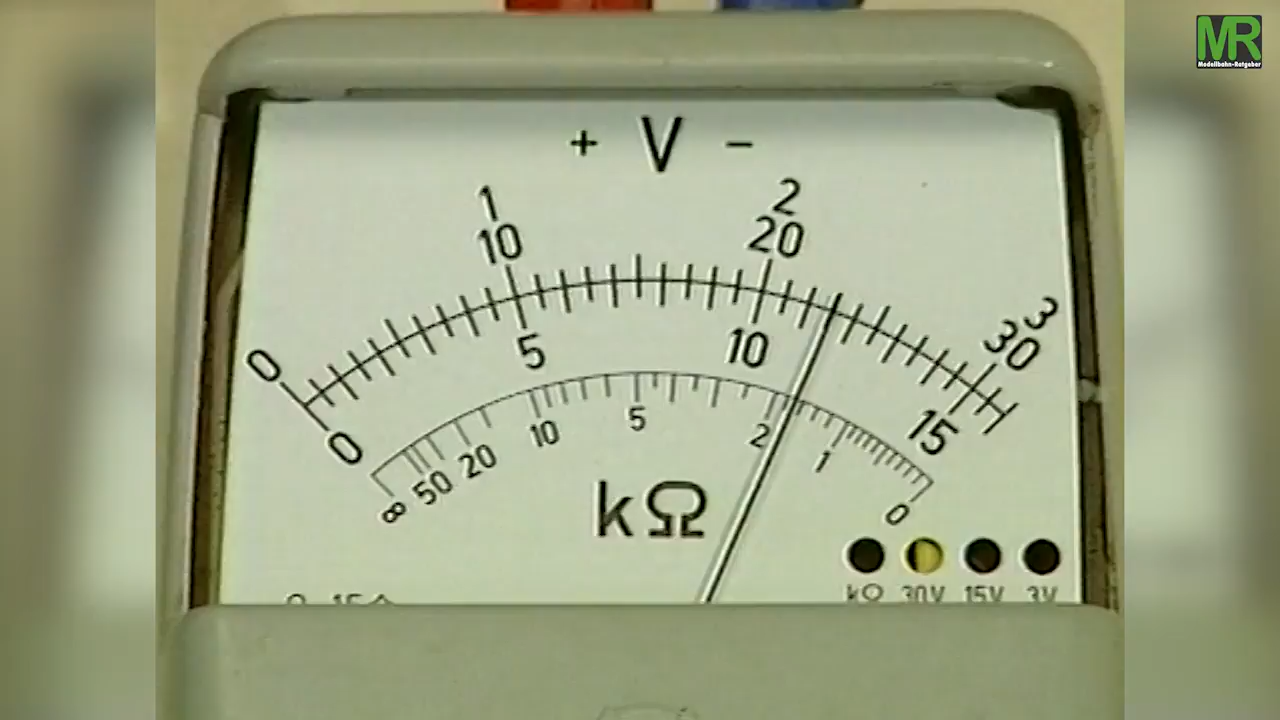 MR
Modellbahn-Ratgeber
+ V −
1 2 3
0 10 20 30
0 5 10 15
∞ 50 20 10 5 2 1 0
kΩ
kΩ 30V 15V 3V